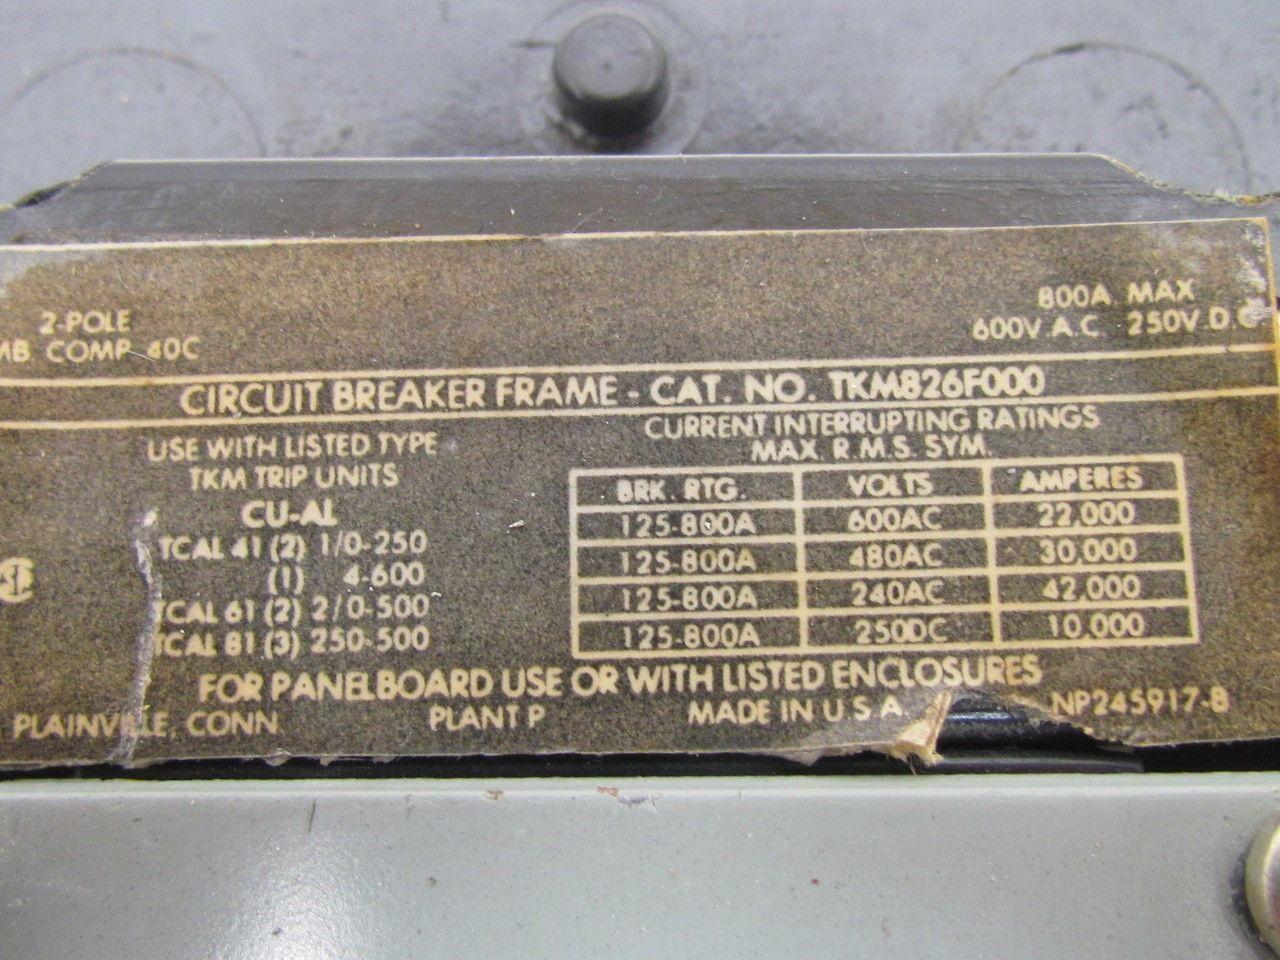 2-POLE
800A MAX
MB COMP 40C
600V A.C 250V D.C
CIRCUIT BREAKER FRAME - CAT. NO. TKM826F000
USE WITH LISTED TYPE
TKM TRIP UNITS
CU-AL
TCAL 41 (2) 1/0-250
(1) 4-600
TCAL 61 (2) 2/0-500
TCAL 81 (3) 250-500
CURRENT INTERRUPTING RATINGS
MAX R.M.S. SYM.
BRK. RTG. VOLTS AMPERES
125-800A 600AC 22,000
125-800A 480AC 30,000
125-800A 240AC 42,000
125-800A 250DC 10,000
FOR PANELBOARD USE OR WITH LISTED ENCLOSURES
PLAINVILLE, CONN PLANT P MADE IN U S A NP245917-8